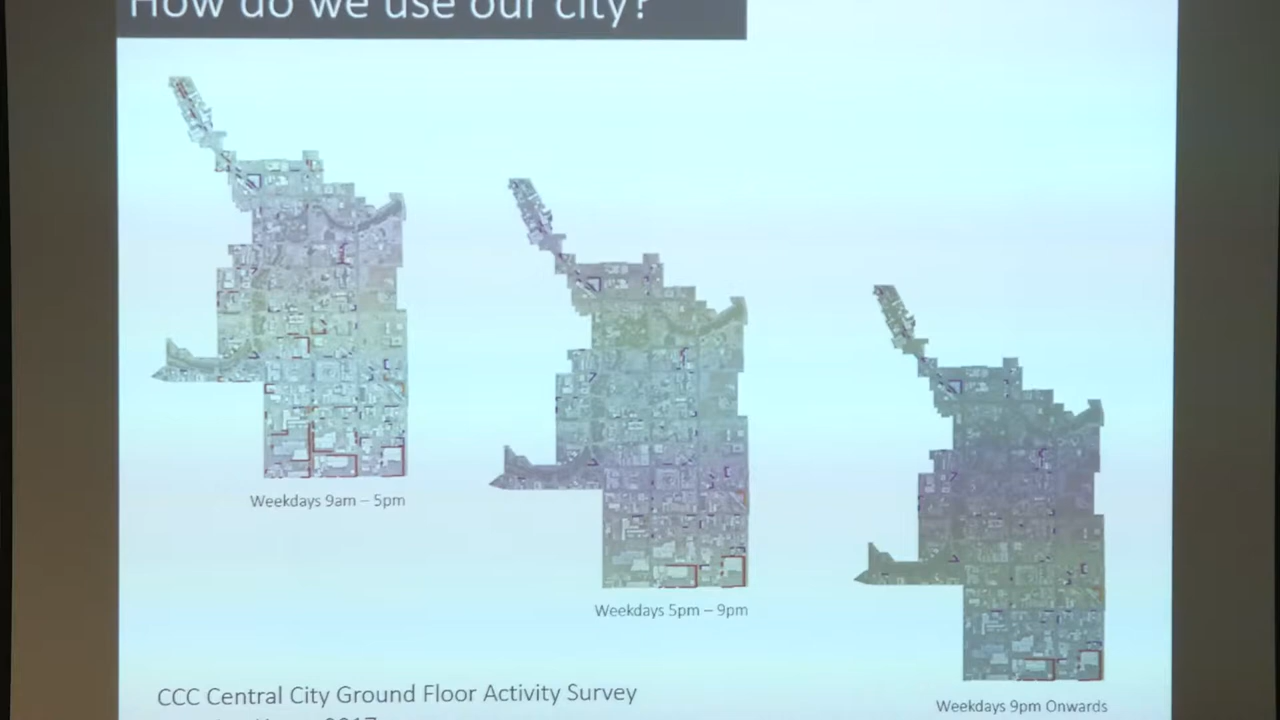 How do we use our city?
Weekdays 9am – 5pm
Weekdays 5pm – 9pm
Weekdays 9pm Onwards
CCC Central City Ground Floor Activity Survey
2017